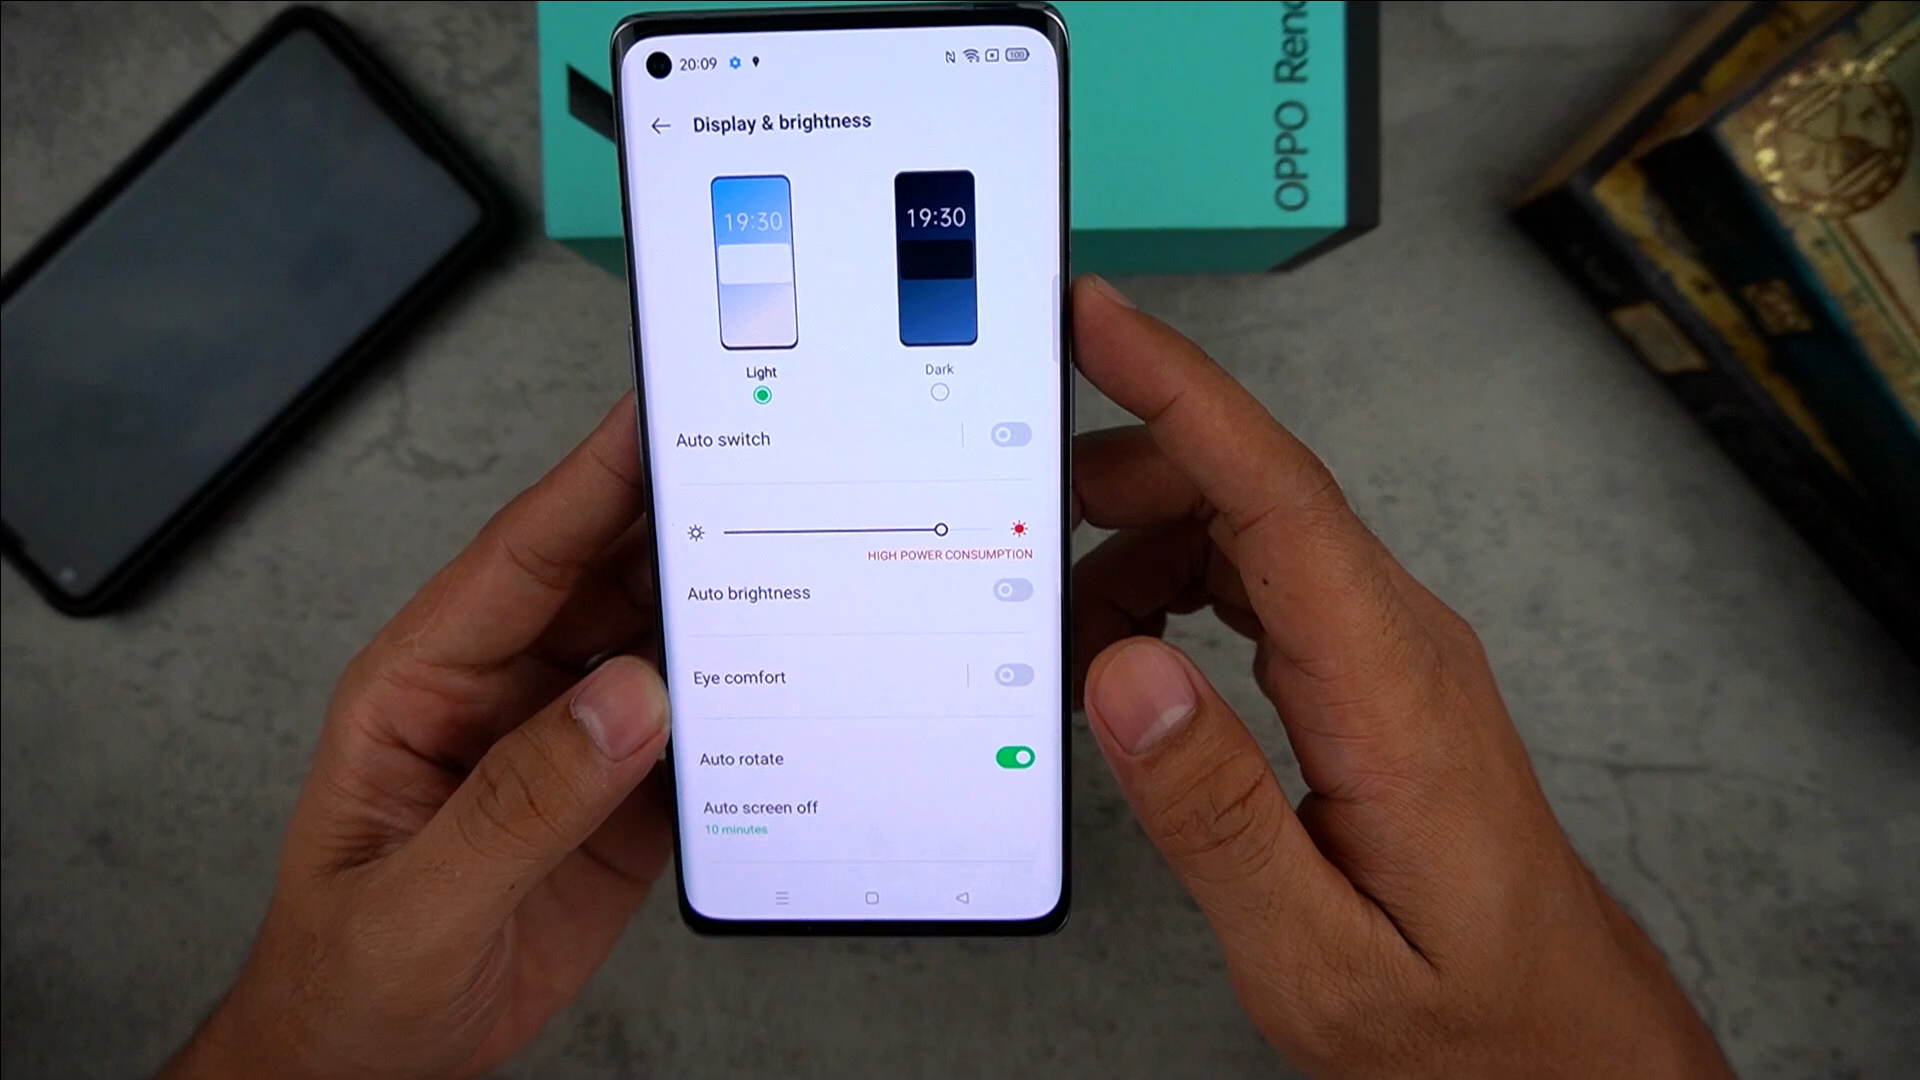 20:09
100
Display & brightness
19:30
19:30
Light
Dark
Auto switch
HIGH POWER CONSUMPTION
Auto brightness
Eye comfort
Auto rotate
Auto screen off
10 minutes
OPPO Reno